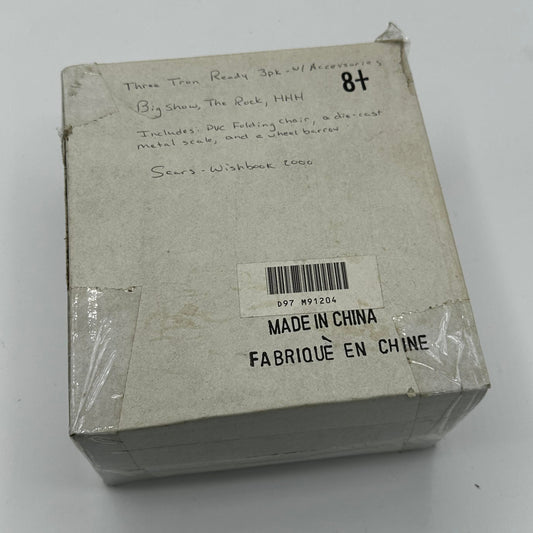 Three Tron Ready 3pk - w/ Accessories
8+
Big Show, The Rock, HHH
Includes: PVC Folding chair, a die-cast
metal scale, and a wheel barrow
Sears - Wishbook 2000
D97 M91204
MADE IN CHINA
FABRIQUÈ EN CHINE